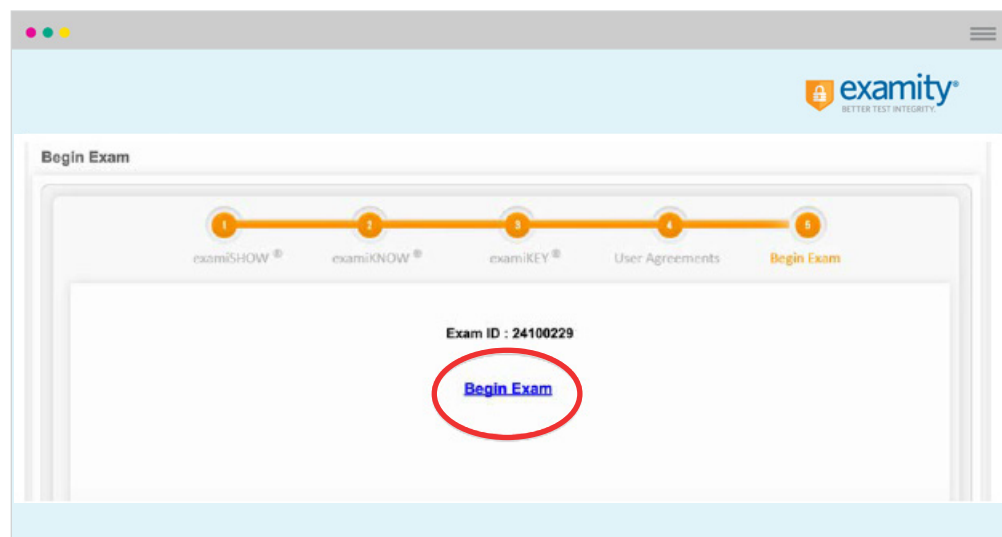 examity®
BETTER TEST INTEGRITY.
Begin Exam
1 2 3 4 5
examiSHOW ® examiKNOW ® examiKEY ® User Agreements Begin Exam
Exam ID : 24100229
Begin Exam